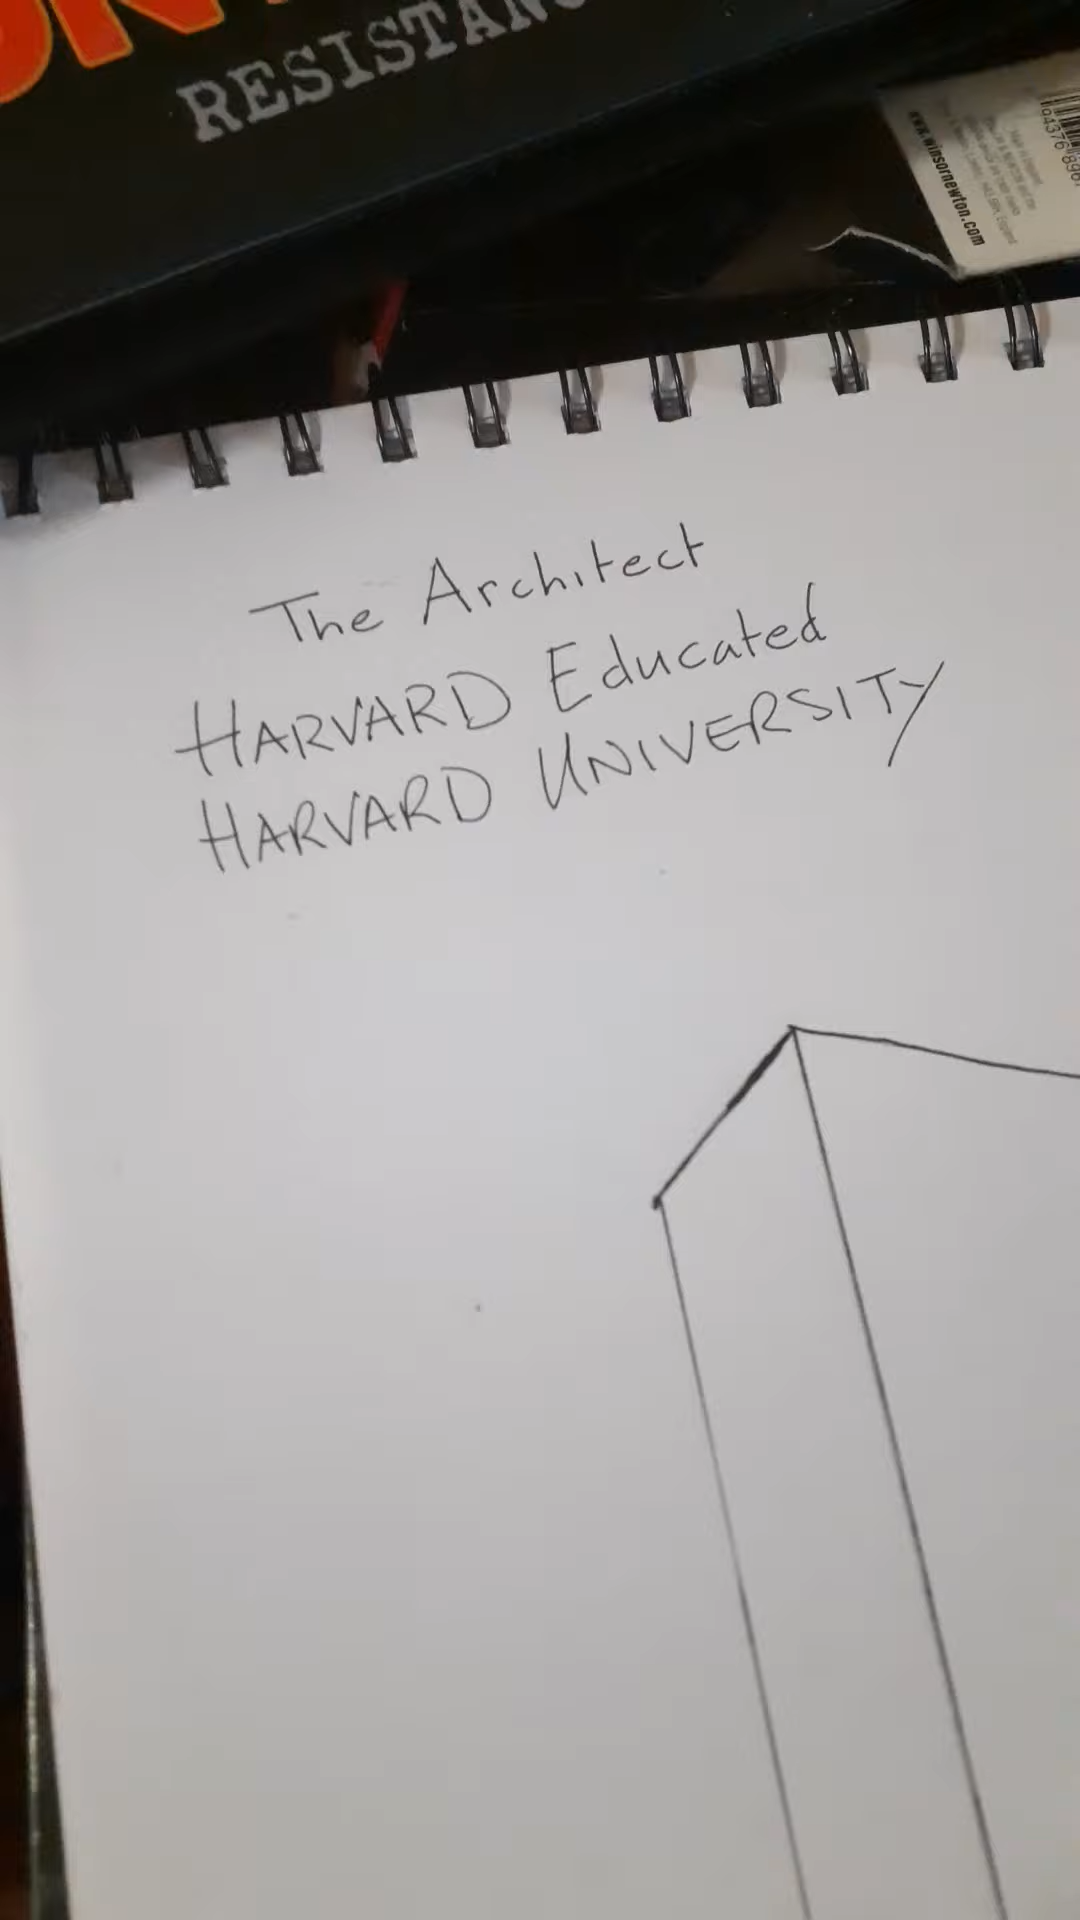 RESISTAN
www.winsornewton.com
The Architect
HARVARD Educated
HARVARD UNIVERSITY